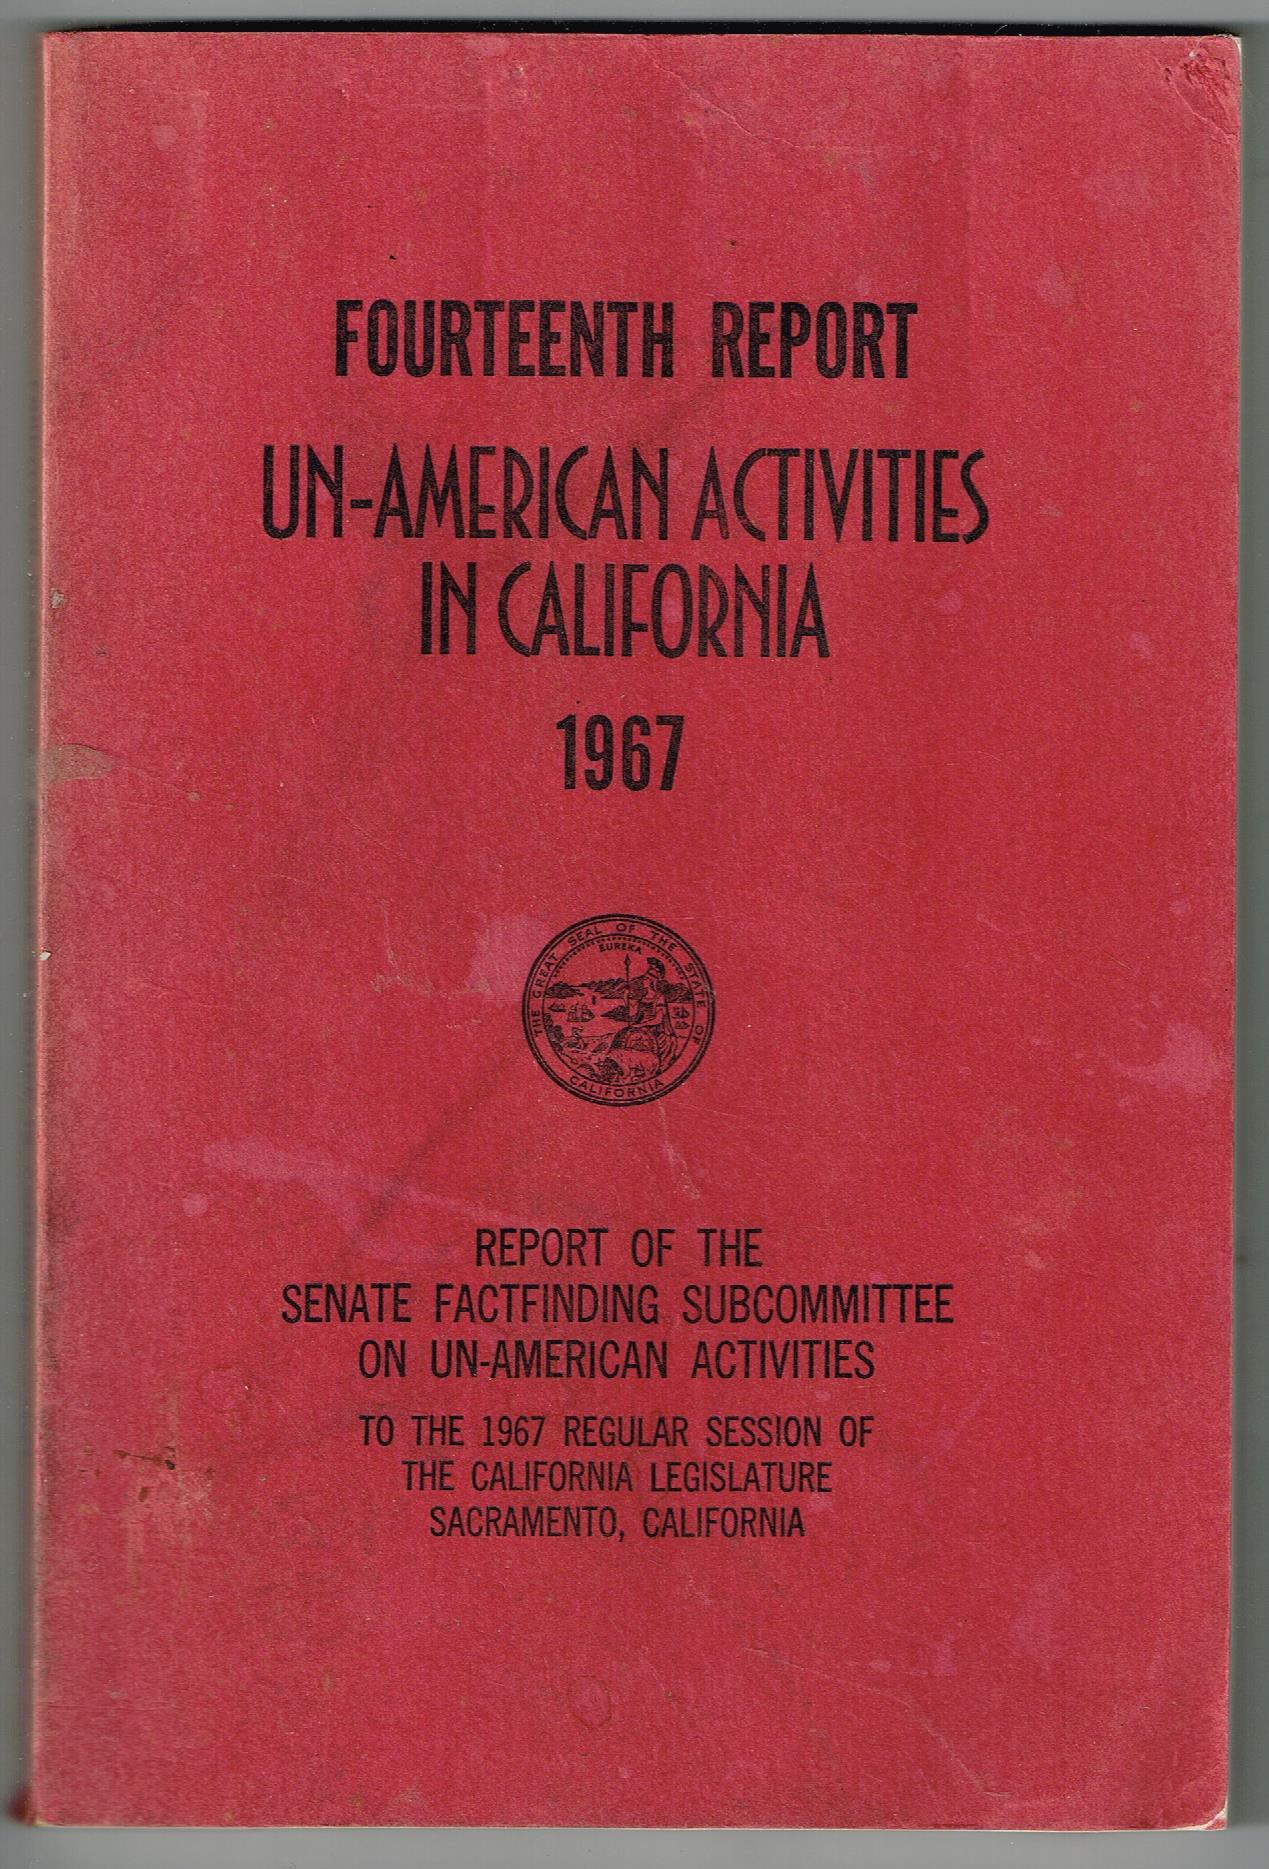 FOURTEENTH REPORT
UN-AMERICAN ACTIVITIES
IN CALIFORNIA
1967
THE GREAT SEAL OF THE STATE OF CALIFORNIA
EUREKA
REPORT OF THE
SENATE FACTFINDING SUBCOMMITTEE
ON UN-AMERICAN ACTIVITIES
TO THE 1967 REGULAR SESSION OF
THE CALIFORNIA LEGISLATURE
SACRAMENTO, CALIFORNIA